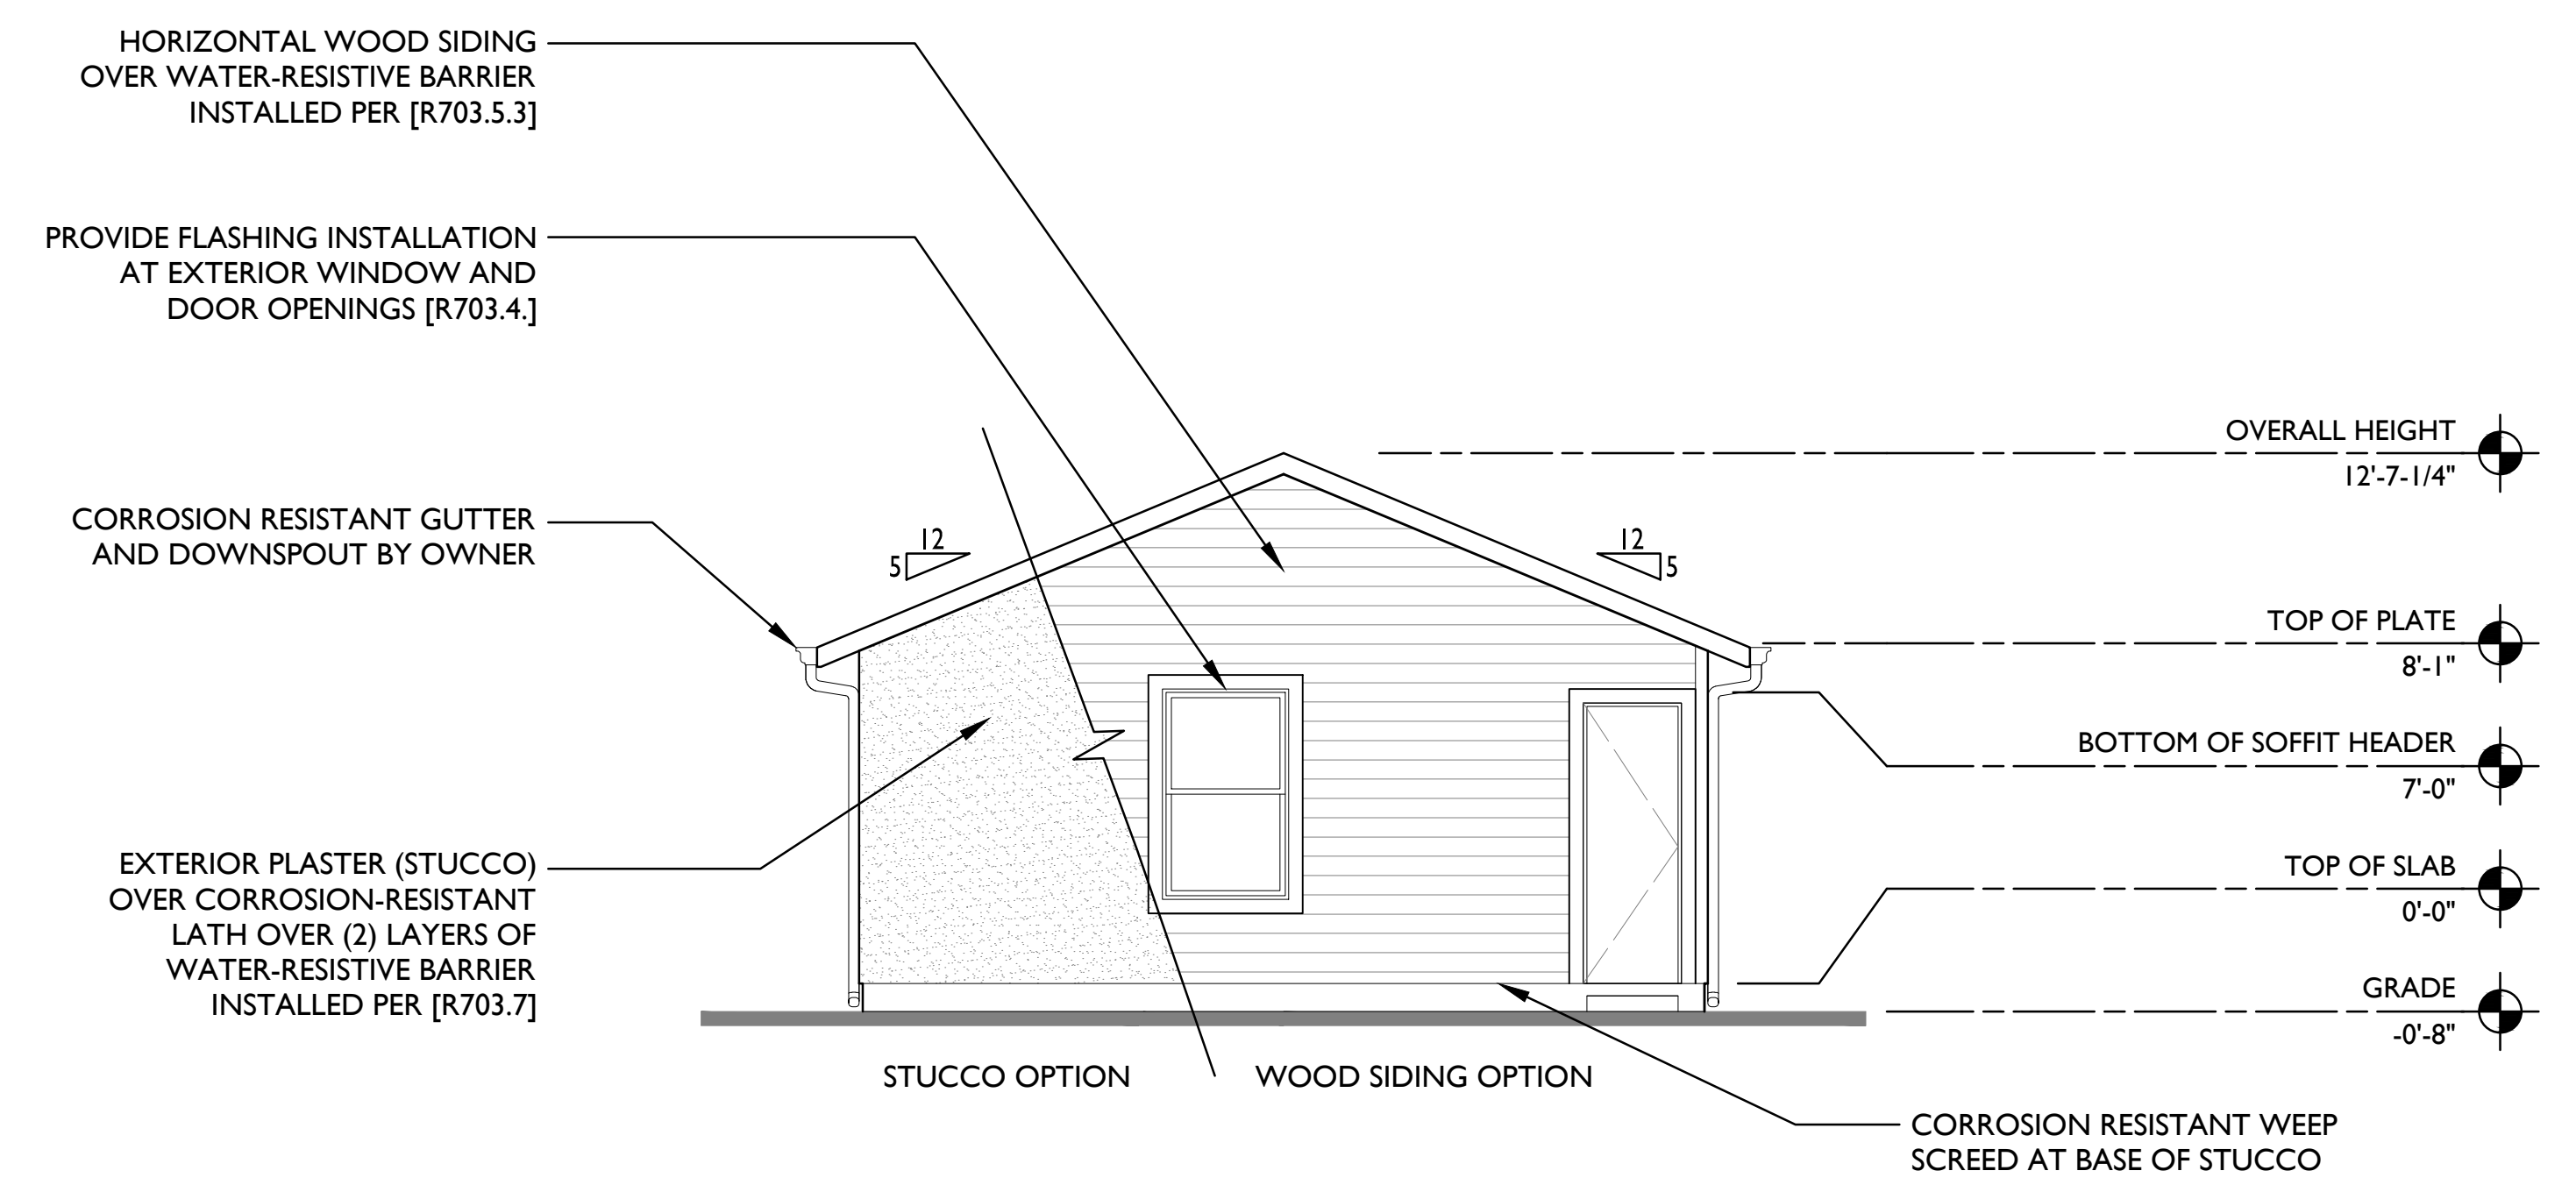 HORIZONTAL WOOD SIDING
OVER WATER-RESISTIVE BARRIER
INSTALLED PER [R703.5.3]
PROVIDE FLASHING INSTALLATION
AT EXTERIOR WINDOW AND
DOOR OPENINGS [R703.4.]
CORROSION RESISTANT GUTTER
AND DOWNSPOUT BY OWNER
EXTERIOR PLASTER (STUCCO)
OVER CORROSION-RESISTANT
LATH OVER (2) LAYERS OF
WATER-RESISTIVE BARRIER
INSTALLED PER [R703.7]
12
5
12
5
OVERALL HEIGHT
12'-7-1/4"
TOP OF PLATE
8'-1"
BOTTOM OF SOFFIT HEADER
7'-0"
TOP OF SLAB
0'-0"
GRADE
-0'-8"
STUCCO OPTION
WOOD SIDING OPTION
CORROSION RESISTANT WEEP
SCREED AT BASE OF STUCCO